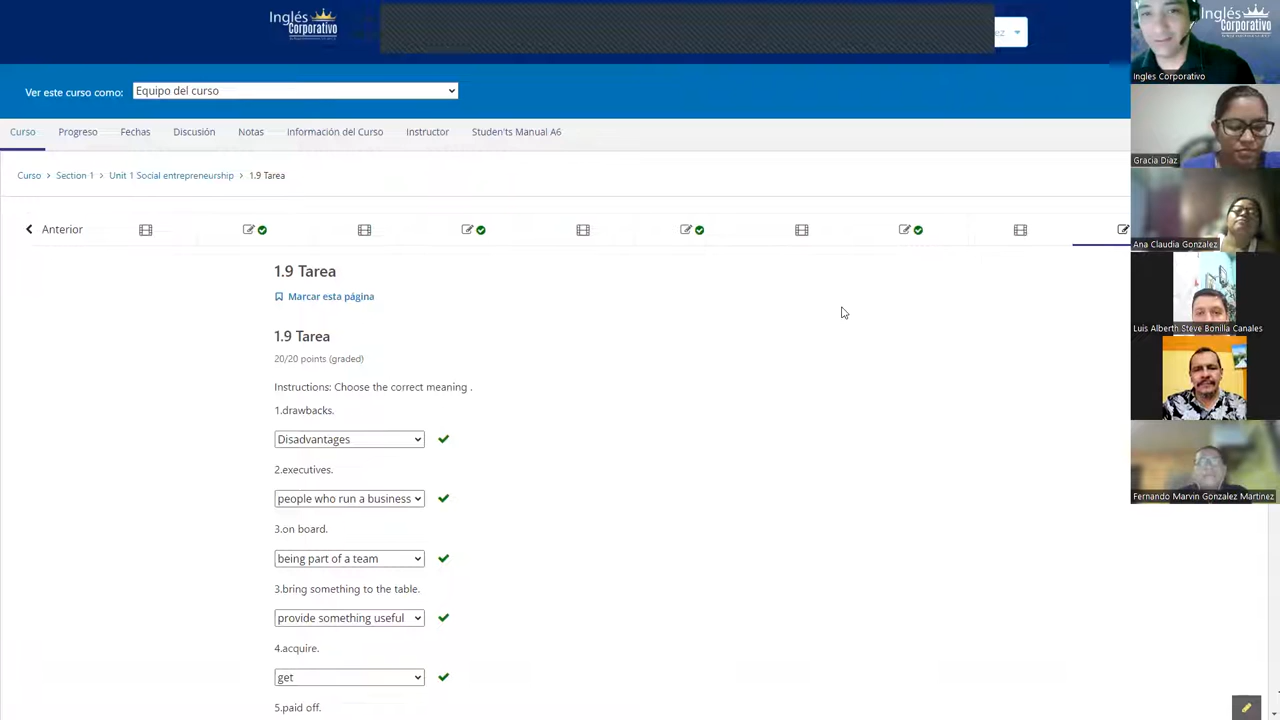 Inglés
Corporativo
Ver este curso como:
Equipo del curso
Curso
Progreso
Fechas
Discusión
Notas
Información del Curso
Instructor
Studen'ts Manual A6
Curso > Section 1 > Unit 1 Social entrepreneurship > 1.9 Tarea
Anterior
1.9 Tarea
Marcar esta página
1.9 Tarea
20/20 points (graded)
Instructions: Choose the correct meaning .
1.drawbacks.
Disadvantages
2.executives.
people who run a business
3.on board.
being part of a team
3.bring something to the table.
provide something useful
4.acquire.
get
5.paid off.
Inglés
Corporativo
Ingles Corporativo
Gracia Díaz
Ana Claudia Gonzalez
Luis Alberth Steve Bonilla Canales
Fernando Marvin Gonzalez Martinez